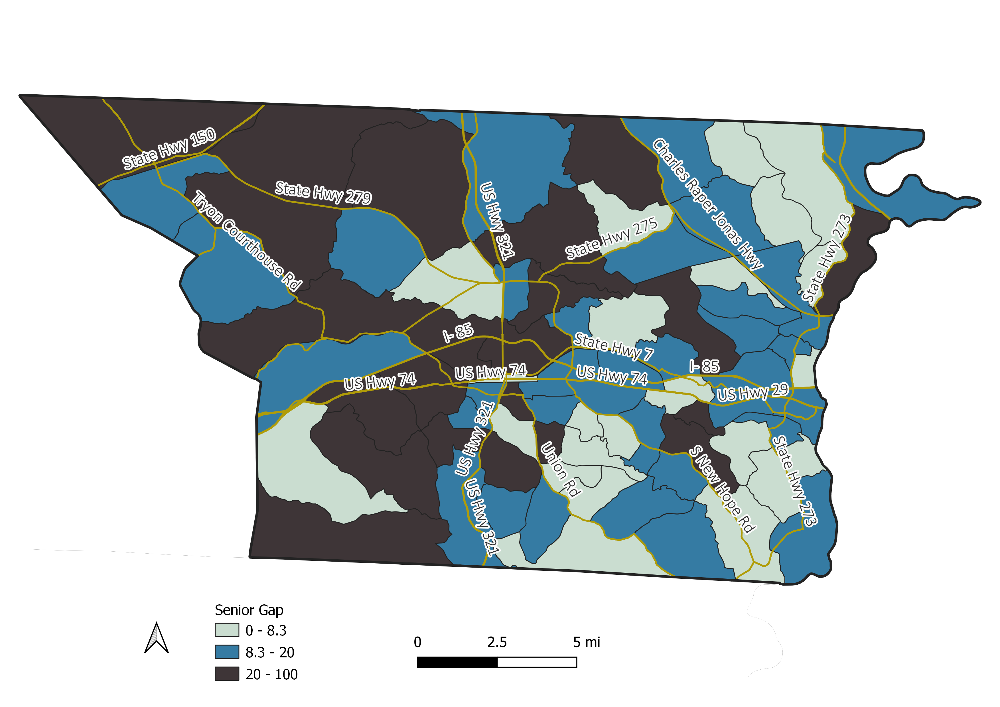 State Hwy 150
Charles Raper Jonas Hwy
State Hwy 279
Tryon Courthouse Rd
US Hwy 321
State Hwy 275
State Hwy 273
I- 85
State Hwy 7
I- 85
US Hwy 74
US Hwy 74
US Hwy 74
US Hwy 29
US Hwy 321
Union Rd
S New Hope Rd
State Hwy 273
US Hwy 321
Senior Gap
0 - 8.3
8.3 - 20
20 - 100
0 2.5 5 mi